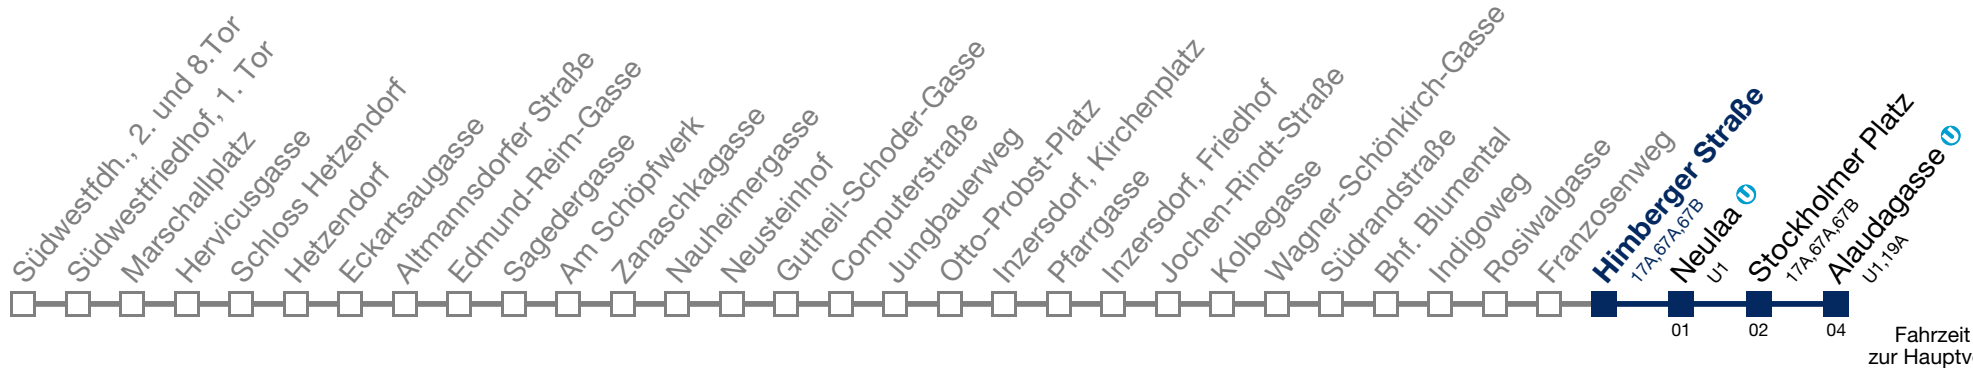 Südwestfdh., 2. und 8.Tor
Südwestfriedhof, 1. Tor
Marschallplatz
Hervicusgasse
Schloss Hetzendorf
Hetzendorf
Eckartsaugasse
Altmannsdorfer Straße
Edmund-Reim-Gasse
Sagedergasse
Am Schöpfwerk
Zanaschkagasse
Nauheimergasse
Neusteinhof
Gutheil-Schoder-Gasse
Computerstraße
Jungbauerweg
Otto-Probst-Platz
Inzersdorf, Kirchenplatz
Pfarrgasse
Inzersdorf, Friedhof
Jochen-Rindt-Straße
Kolbegasse
Wagner-Schönkirch-Gasse
Südrandstraße
Bhf. Blumental
Indigoweg
Rosiwalgasse
Franzosenweg
Himberger Straße
17A,67A,67B
Neulaa U
U1
Stockholmer Platz
17A,67A,67B
Alaudagasse U
U1,19A
01
02
04
Fahrzeit
zur Hauptv